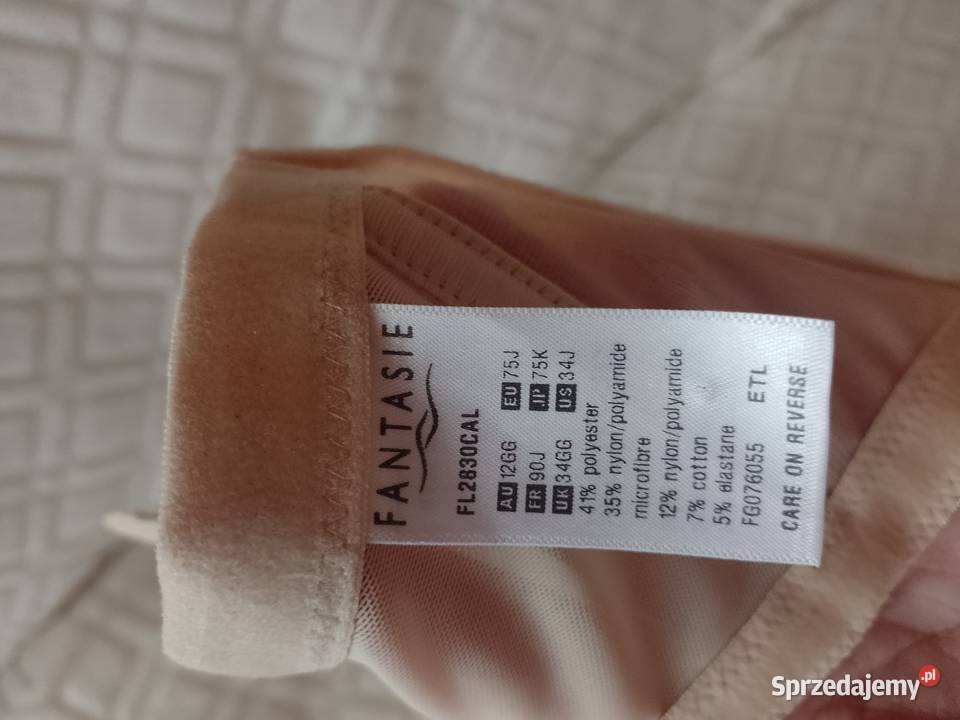 FANTASIE
FL2830CAL
AU 12GG EU 75J
FR 90J JP 75K
UK 34GG US 34J
41% polyester
35% nylon/polyamide
microfibre
12% nylon/polyamide
7% cotton
5% elastane
FG076055 ETL
CARE ON REVERSE
Sprzedajemy.pl